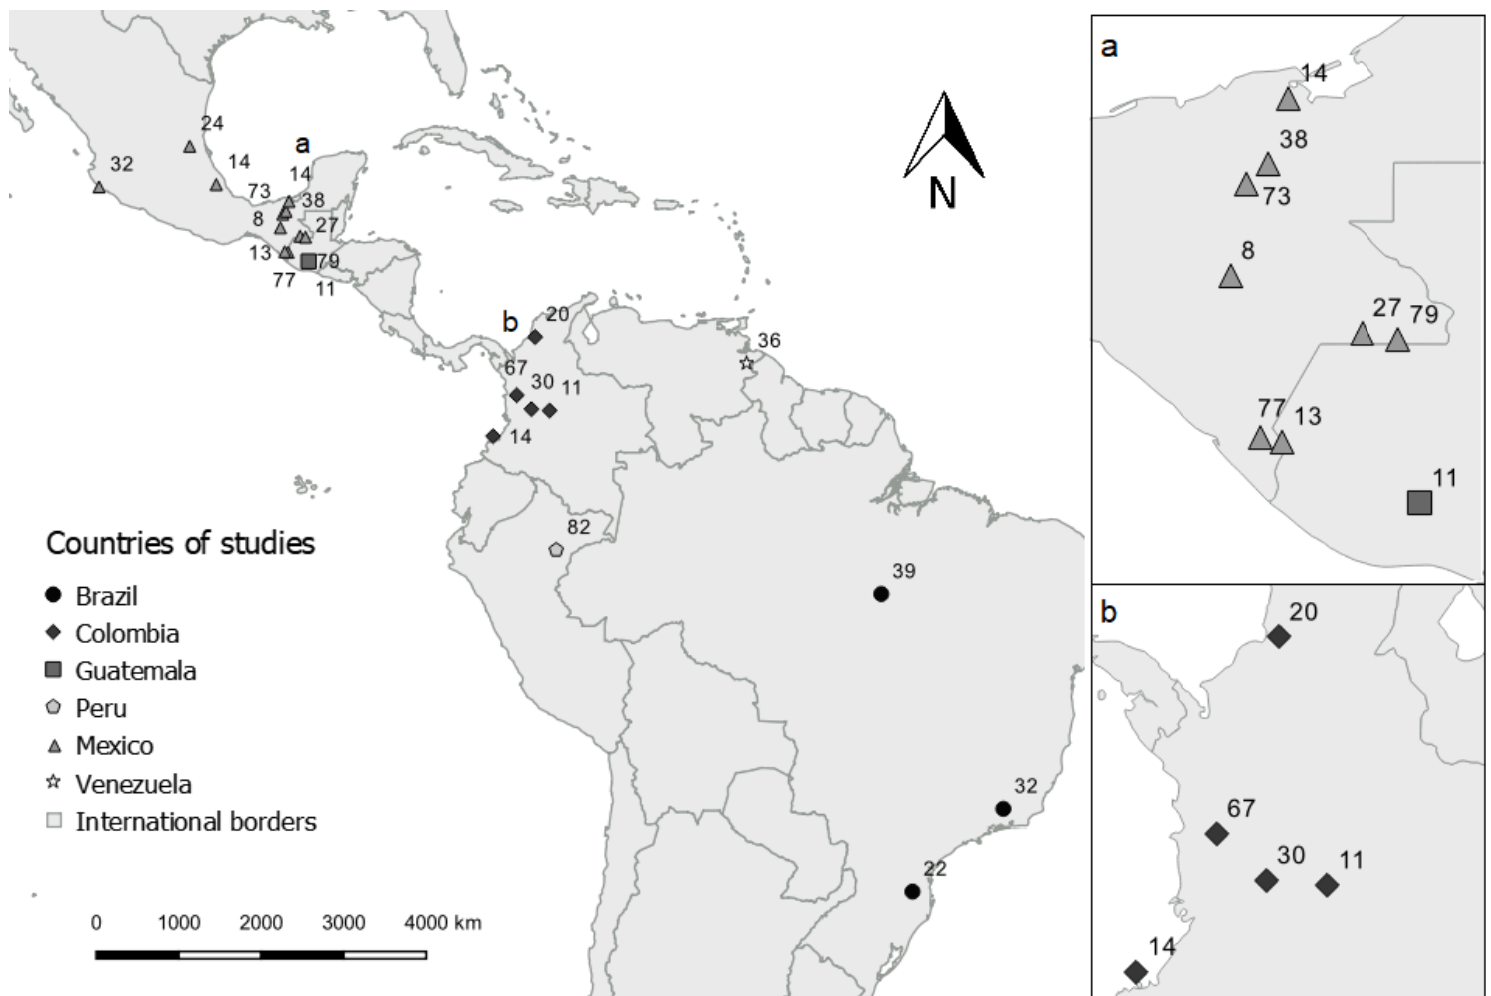 24
a
32
14
14
73
38
8
27
13
79
77
11
b
20
36
67
30
11
14
82
39
32
22
N
Countries of studies
Brazil
Colombia
Guatemala
Peru
Mexico
Venezuela
International borders
0 1000 2000 3000 4000 km
a
14
38
73
8
27
79
77
13
11
b
20
67
30
11
14